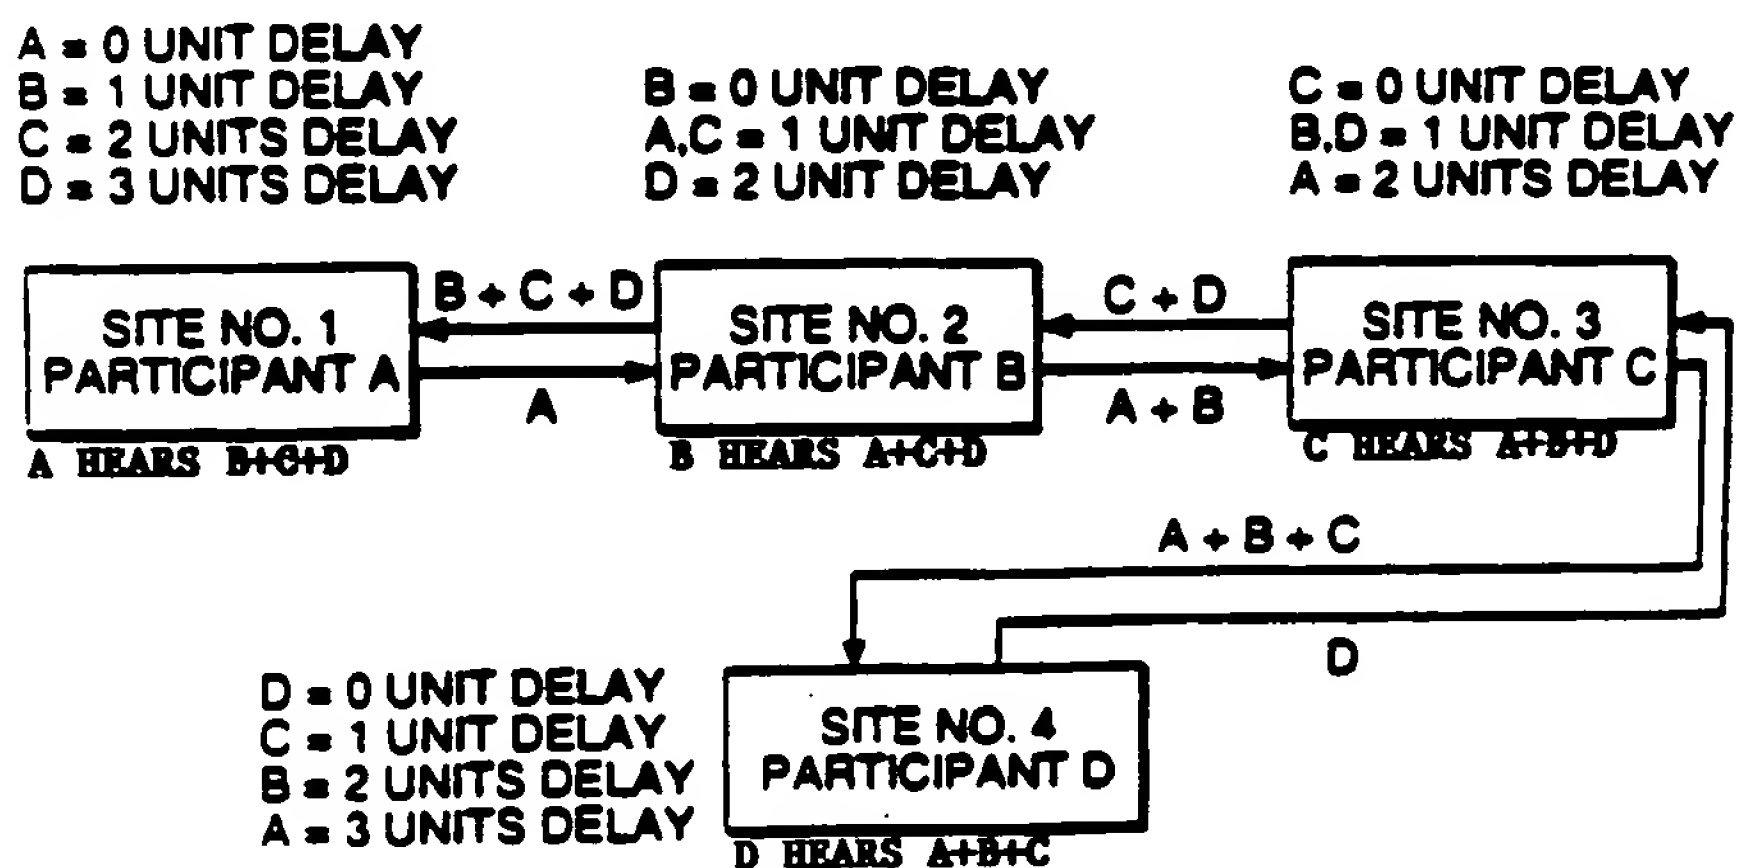 A = 0 UNIT DELAY
B = 1 UNIT DELAY
C = 2 UNITS DELAY
D = 3 UNITS DELAY
B = 0 UNIT DELAY
A,C = 1 UNIT DELAY
D = 2 UNIT DELAY
C = 0 UNIT DELAY
B,D = 1 UNIT DELAY
A = 2 UNITS DELAY
SITE NO. 1
PARTICIPANT A
B + C + D
A
SITE NO. 2
PARTICIPANT B
C + D
A + B
SITE NO. 3
PARTICIPANT C
A HEARS B+C+D
B HEARS A+C+D
C HEARS A+B+D
A + B + C
D
D = 0 UNIT DELAY
C = 1 UNIT DELAY
B = 2 UNITS DELAY
A = 3 UNITS DELAY
SITE NO. 4
PARTICIPANT D
D HEARS A+B+C